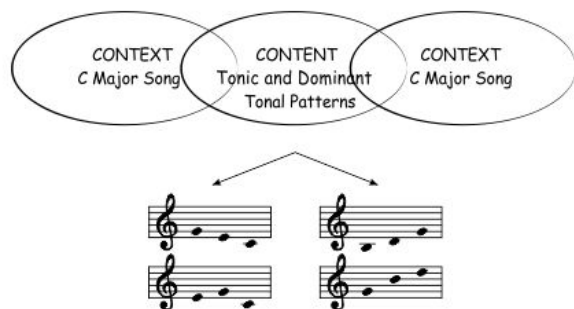 CONTEXT
C Major Song
CONTENT
Tonic and Dominant
Tonal Patterns
CONTEXT
C Major Song